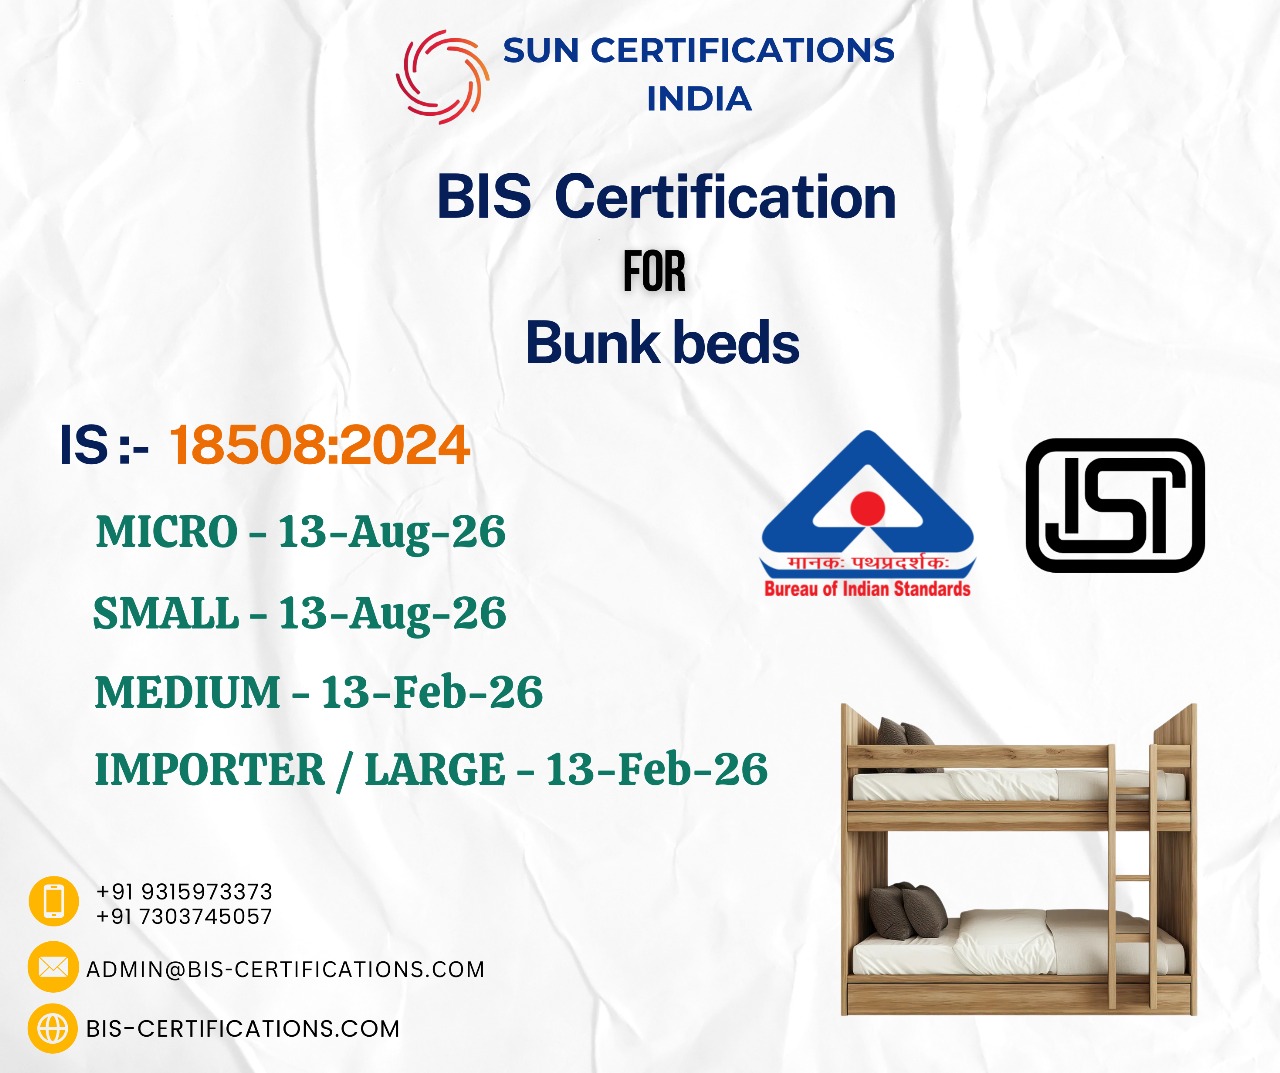 SUN CERTIFICATIONS
INDIA
BIS Certification
FOR
Bunk beds
IS :- 18508:2024
MICRO - 13-Aug-26
SMALL - 13-Aug-26
MEDIUM - 13-Feb-26
IMPORTER / LARGE - 13-Feb-26
मानकः पथप्रदर्शकः
Bureau of Indian Standards
ISI
+91 9315973373
+91 7303745057
ADMIN@BIS-CERTIFICATIONS.COM
BIS-CERTIFICATIONS.COM